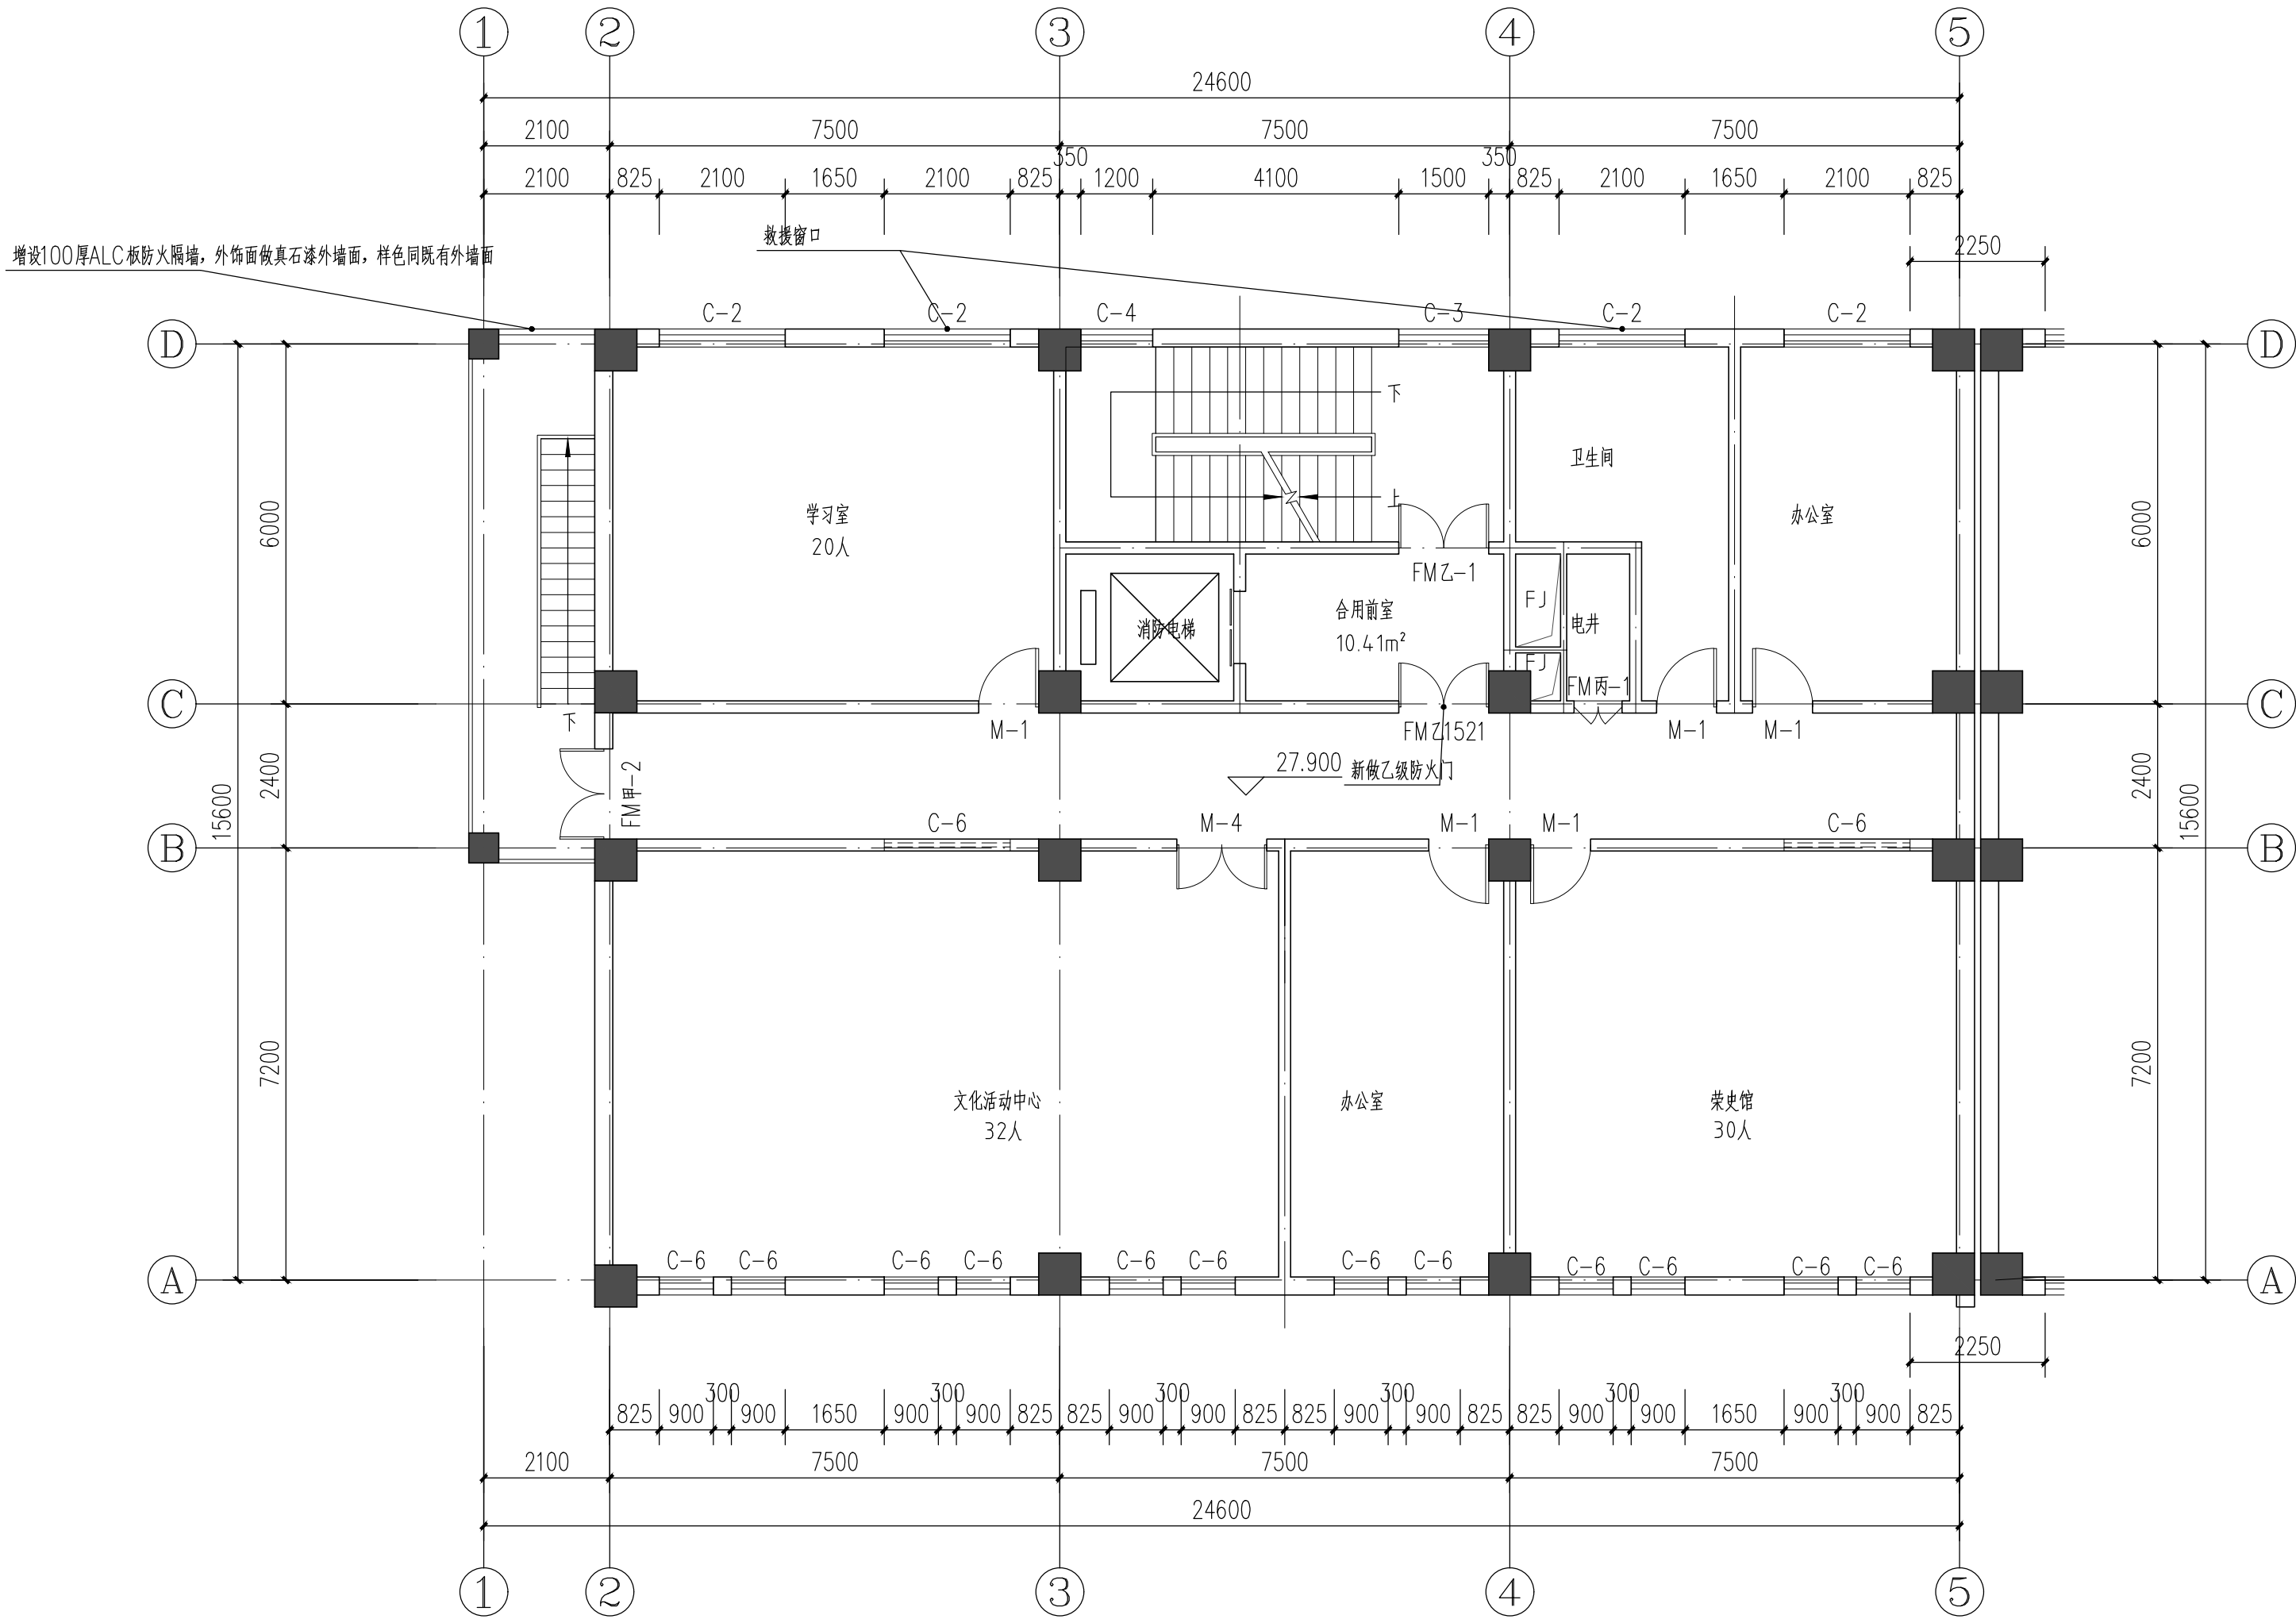 1 2 3 4 5
24600
2100 7500 7500 7500
350 350
2100 825 2100 1650 2100 825 1200 4100 1500 825 2100 1650 2100 825
救援窗口
增设100厚ALC板防火隔墙，外饰面做真石漆外墙面，样色同既有外墙面
2250
C-2 C-2 C-4 C-3 C-2 C-2
D D
下
卫生间
上
学习室
20人
办公室
6000 6000
FM乙-1
FJ
合用前室
10.41m²
电井
消防电梯
FJ
FM丙-1
C C
下
M-1 FM乙1521 M-1 M-1
27.900
新做乙级防火门
2400 2400
FM甲-2
15600 15600
C-6 M-4 M-1 M-1 C-6
B B
7200 7200
文化活动中心
32人
办公室
荣史馆
30人
C-6 C-6 C-6 C-6 C-6 C-6 C-6 C-6 C-6 C-6 C-6 C-6
A A
2250
300 300 300 300 300 300
825 900 900 1650 900 900 825 825 900 900 825 825 900 900 825 825 900 900 1650 900 900 825
2100 7500 7500 7500
24600
1 2 3 4 5